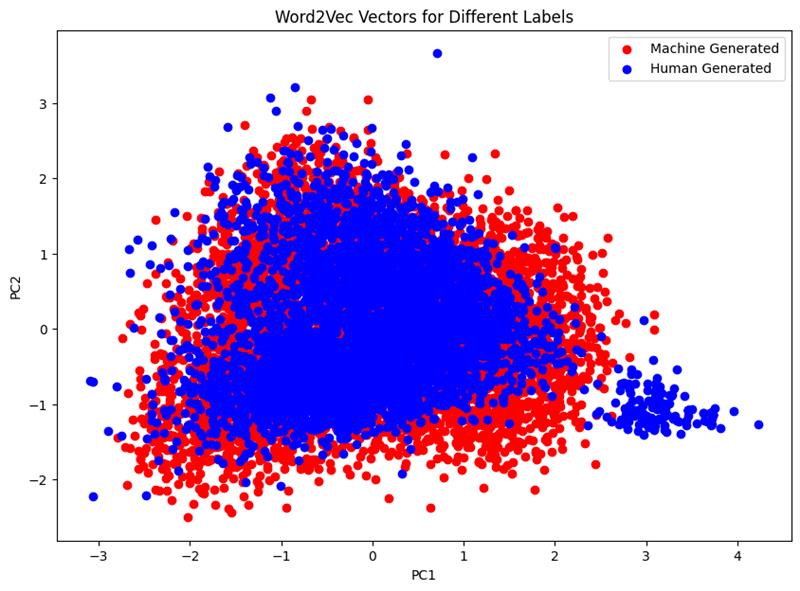 Word2Vec Vectors for Different Labels
Machine Generated
Human Generated
PC2
3
2
1
0
−1
−2
−3 −2 −1 0 1 2 3 4
PC1